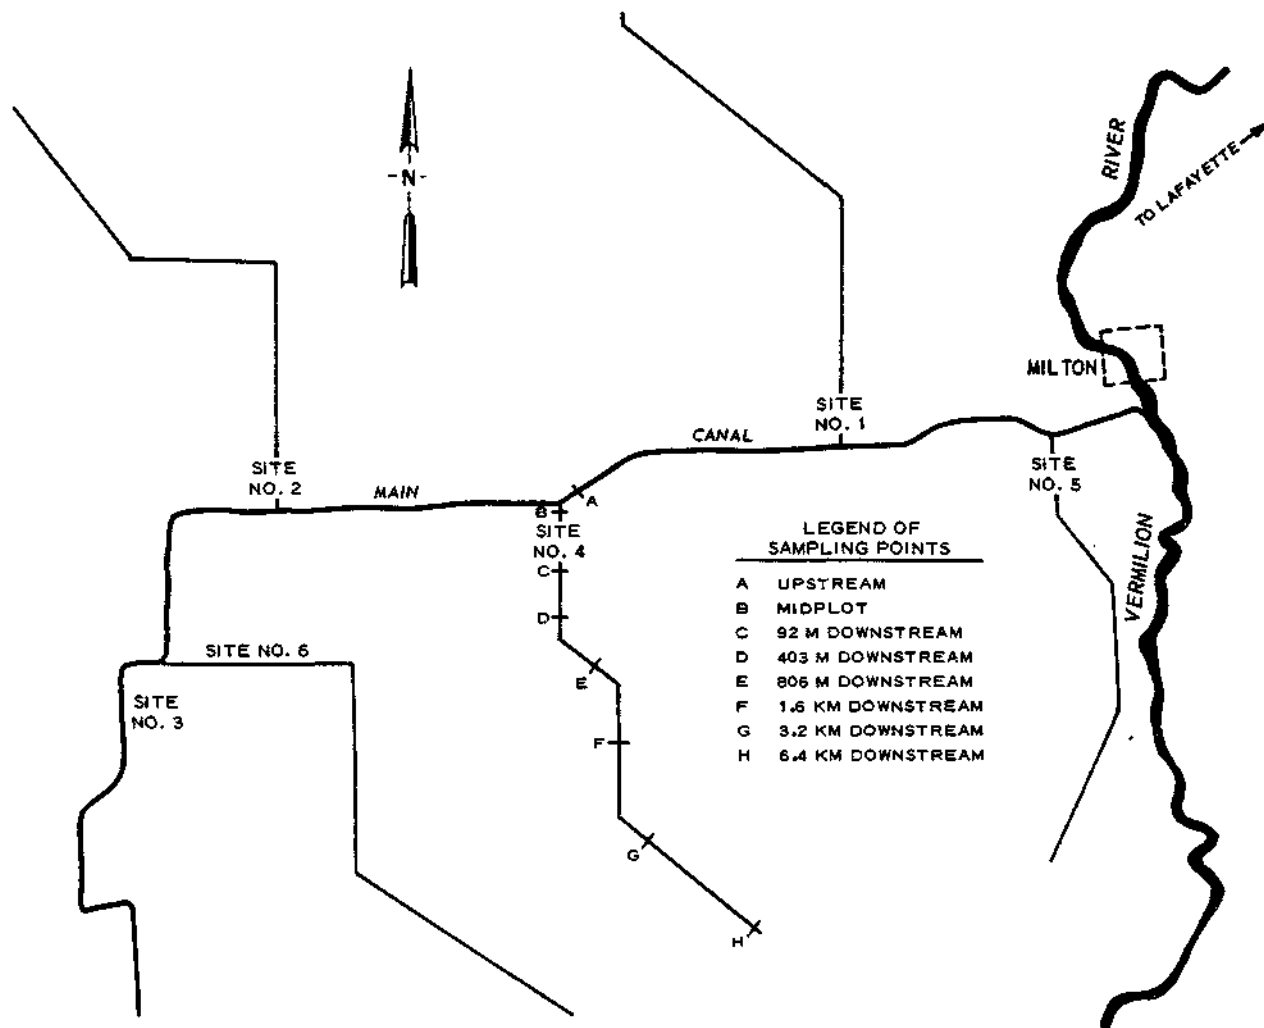 -N-
RIVER
TO LAFAYETTE
MILTON
SITE
NO. 1
CANAL
SITE
NO. 2
MAIN
A
B
SITE
NO. 4
SITE
NO. 5
C
D
E
F
G
H
VERMILION
SITE NO. 6
SITE
NO. 3
LEGEND OF
SAMPLING POINTS
A UPSTREAM
B MIDPLOT
C 92 M DOWNSTREAM
D 403 M DOWNSTREAM
E 806 M DOWNSTREAM
F 1.6 KM DOWNSTREAM
G 3.2 KM DOWNSTREAM
H 6.4 KM DOWNSTREAM